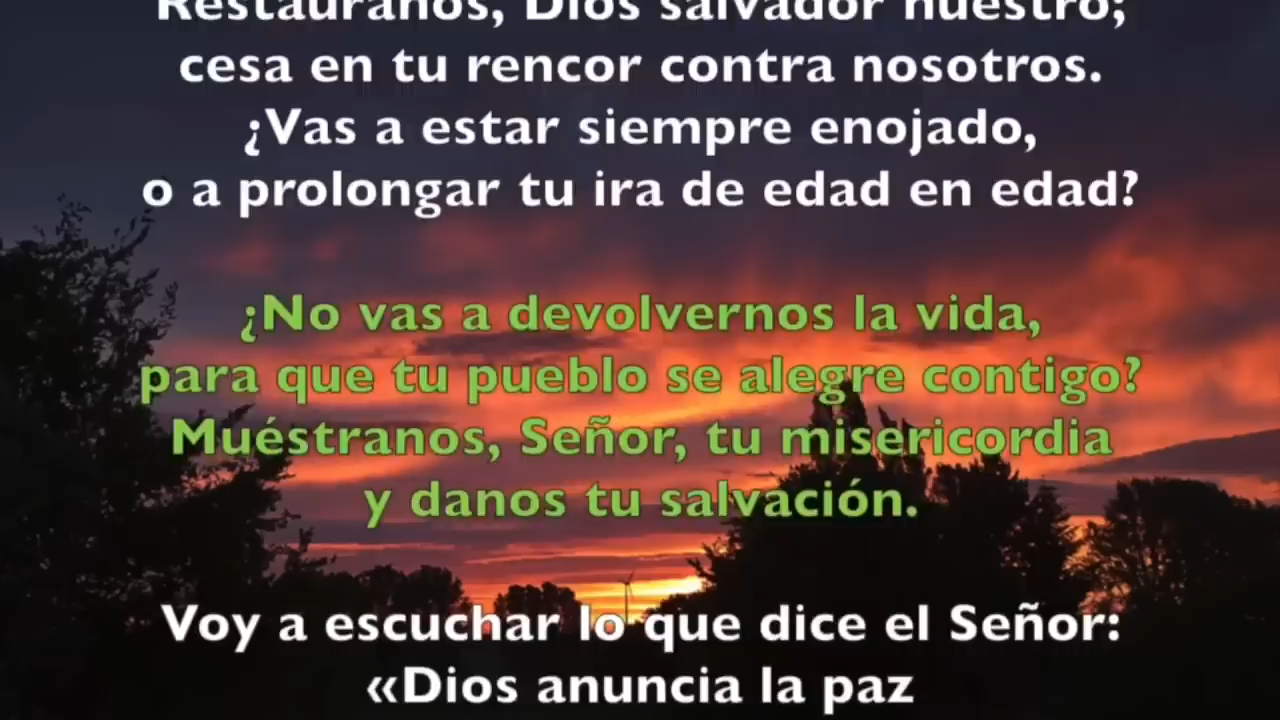 Restáuranos, Dios salvador nuestro;
cesa en tu rencor contra nosotros.
¿Vas a estar siempre enojado,
o a prolongar tu ira de edad en edad?
¿No vas a devolvernos la vida,
para que tu pueblo se alegre contigo?
Muéstranos, Señor, tu misericordia
y danos tu salvación.
Voy a escuchar lo que dice el Señor:
«Dios anuncia la paz